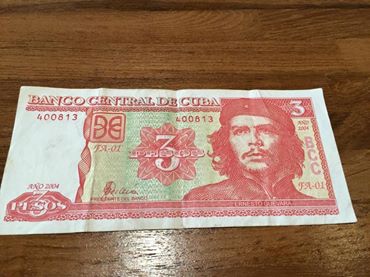 BANCO CENTRAL DE CUBA
400813
400813
3
AÑO
2004
BCC
FA-01
3
PESOS
FA-01
AÑO 2004
PRESIDENTE DEL BANCO
3
PESOS
ERNESTO GUEVARA